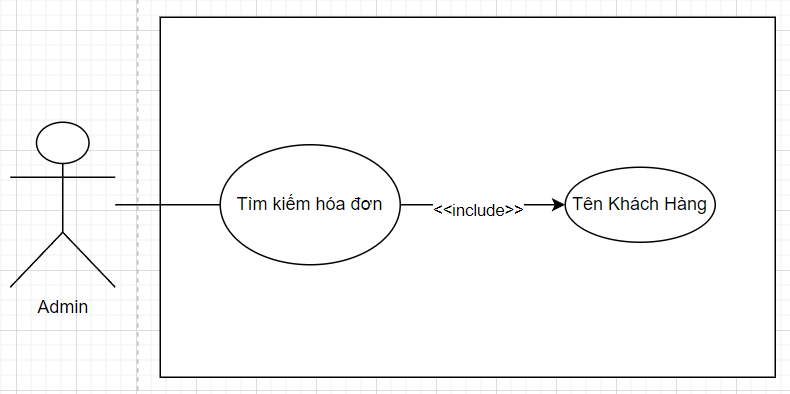 Tìm kiếm hóa đơn
<<include>>
Tên Khách Hàng
Admin